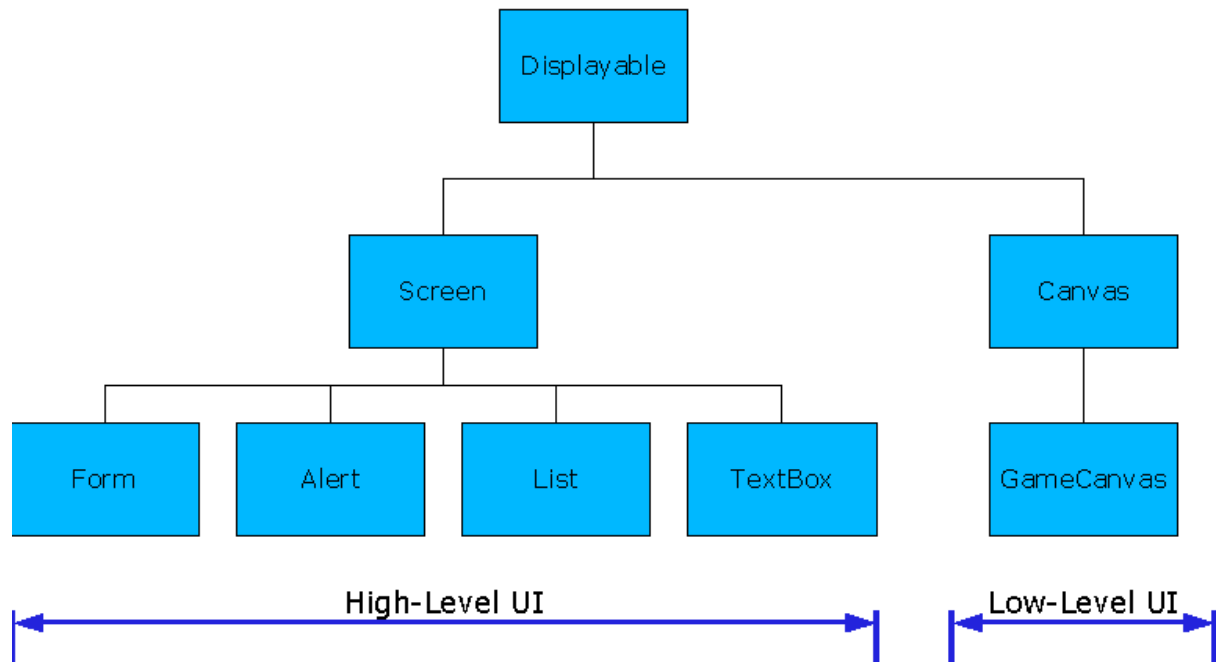 Displayable
Screen
Canvas
Form
Alert
List
TextBox
GameCanvas
High-Level UI
Low-Level UI